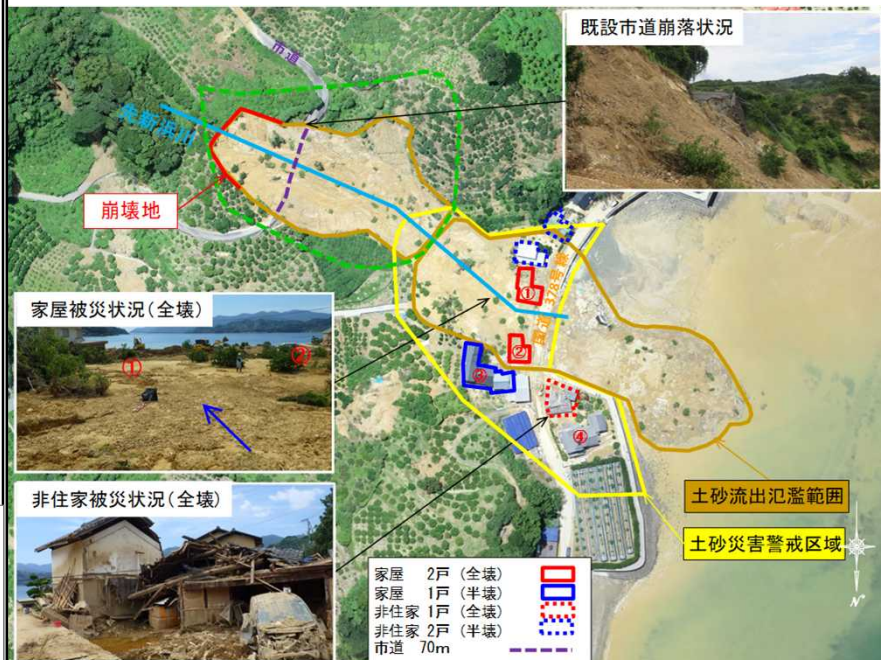 既設市道崩落状況
市道
免新浜川
崩壊地
家屋被災状況(全壊)
① ②
国道378号線
①
②
③
④
土砂流出氾濫範囲
土砂災害警戒区域
N
非住家被災状況(全壊)
家屋 2戸 (全壊)
家屋 1戸 (半壊)
非住家 1戸 (全壊)
非住家 2戸 (半壊)
市道 70m